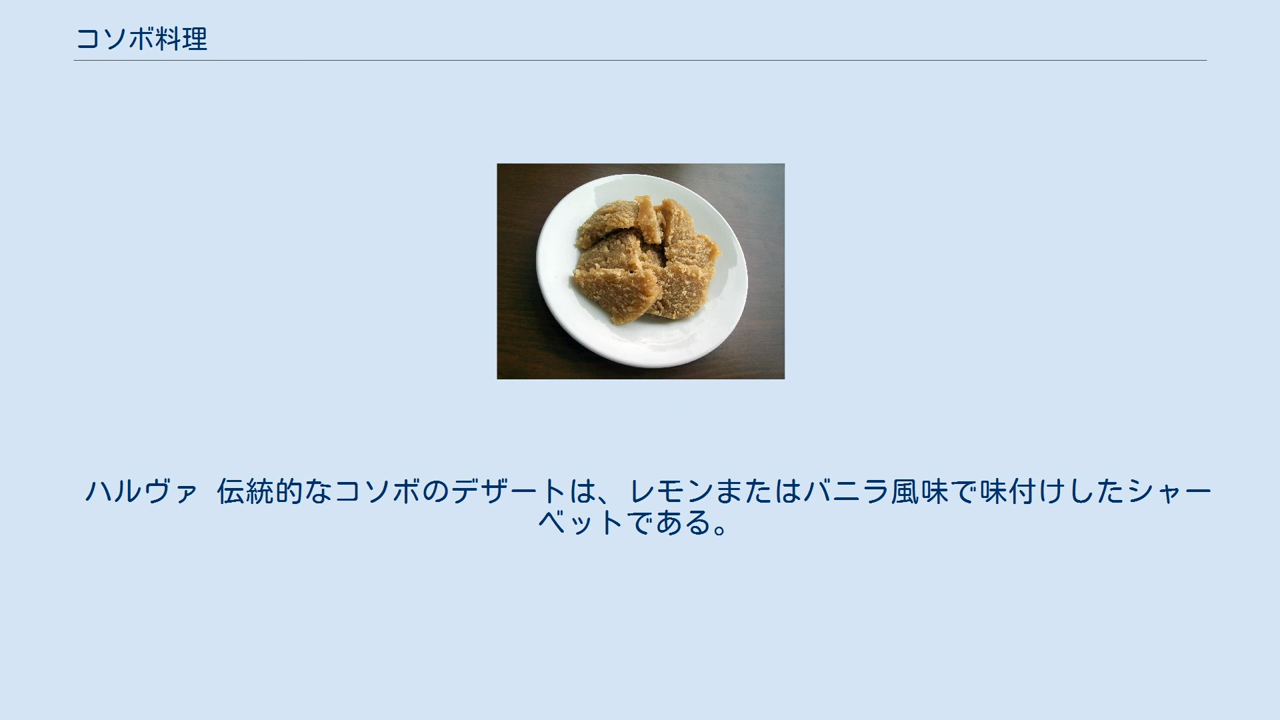 コソボ料理
ハルヴァ 伝統的なコソボのデザートは、レモンまたはバニラ風味で味付けしたシャー
ベットである。